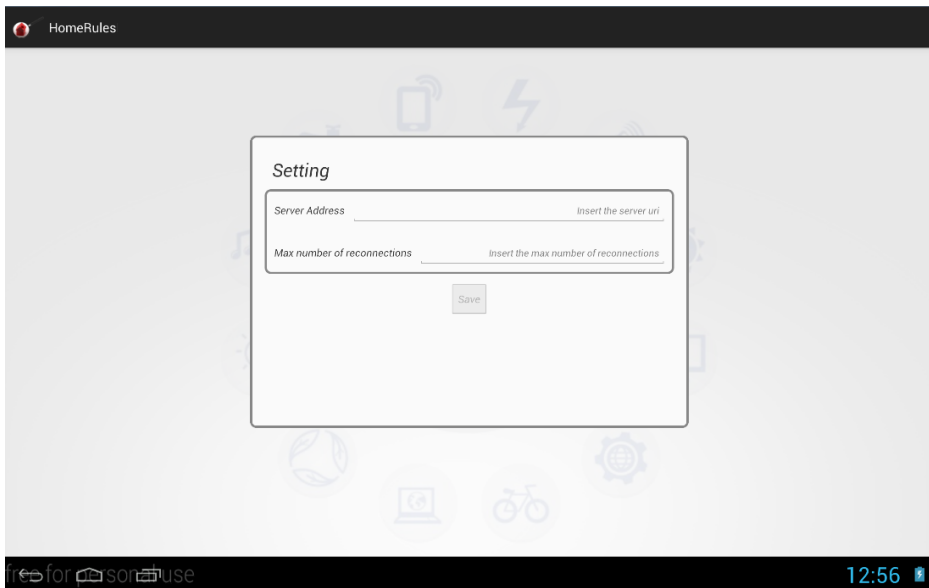 HomeRules
Setting
Server Address Insert the server uri
Max number of reconnections Insert the max number of reconnections
Save
free for personal use 12:56